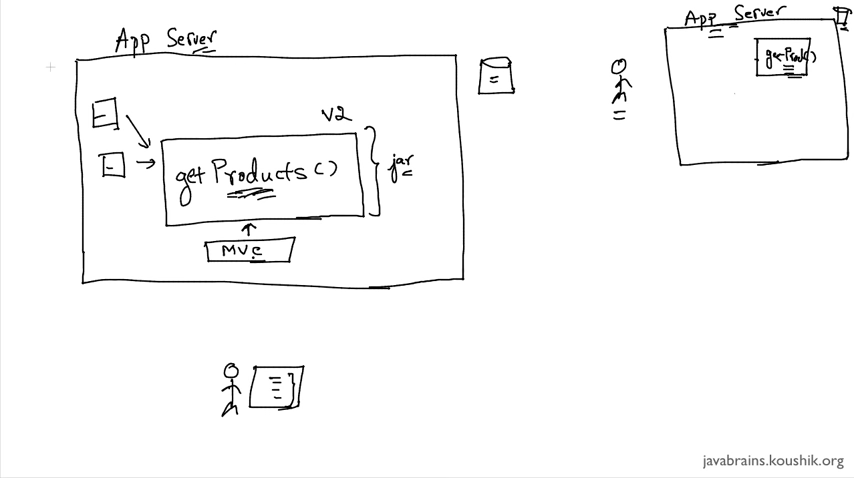 App Server
V2
getProducts()
jar
MVC
App Server
getProd()
javabrains.koushik.org